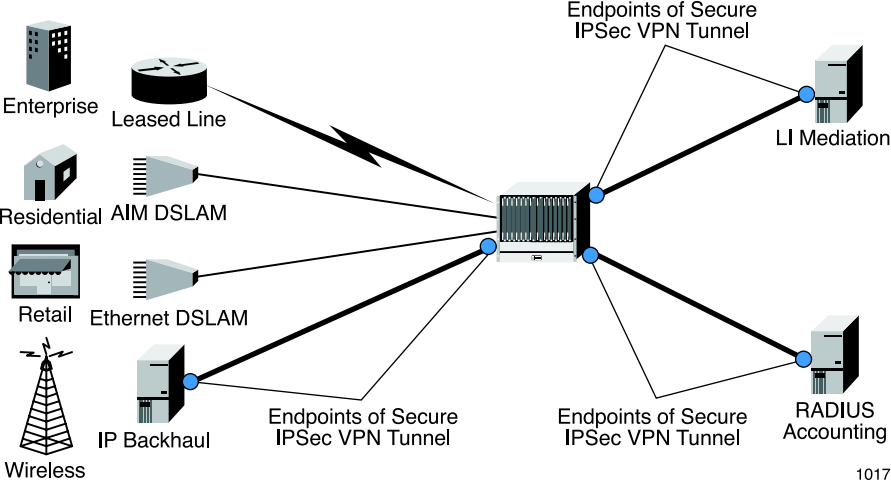 Endpoints of Secure
IPSec VPN Tunnel
Enterprise
Leased Line
LI Mediation
Residential
AIM DSLAM
Retail
Ethernet DSLAM
Endpoints of Secure
IPSec VPN Tunnel
Endpoints of Secure
IPSec VPN Tunnel
RADIUS
Accounting
IP Backhaul
Wireless
1017